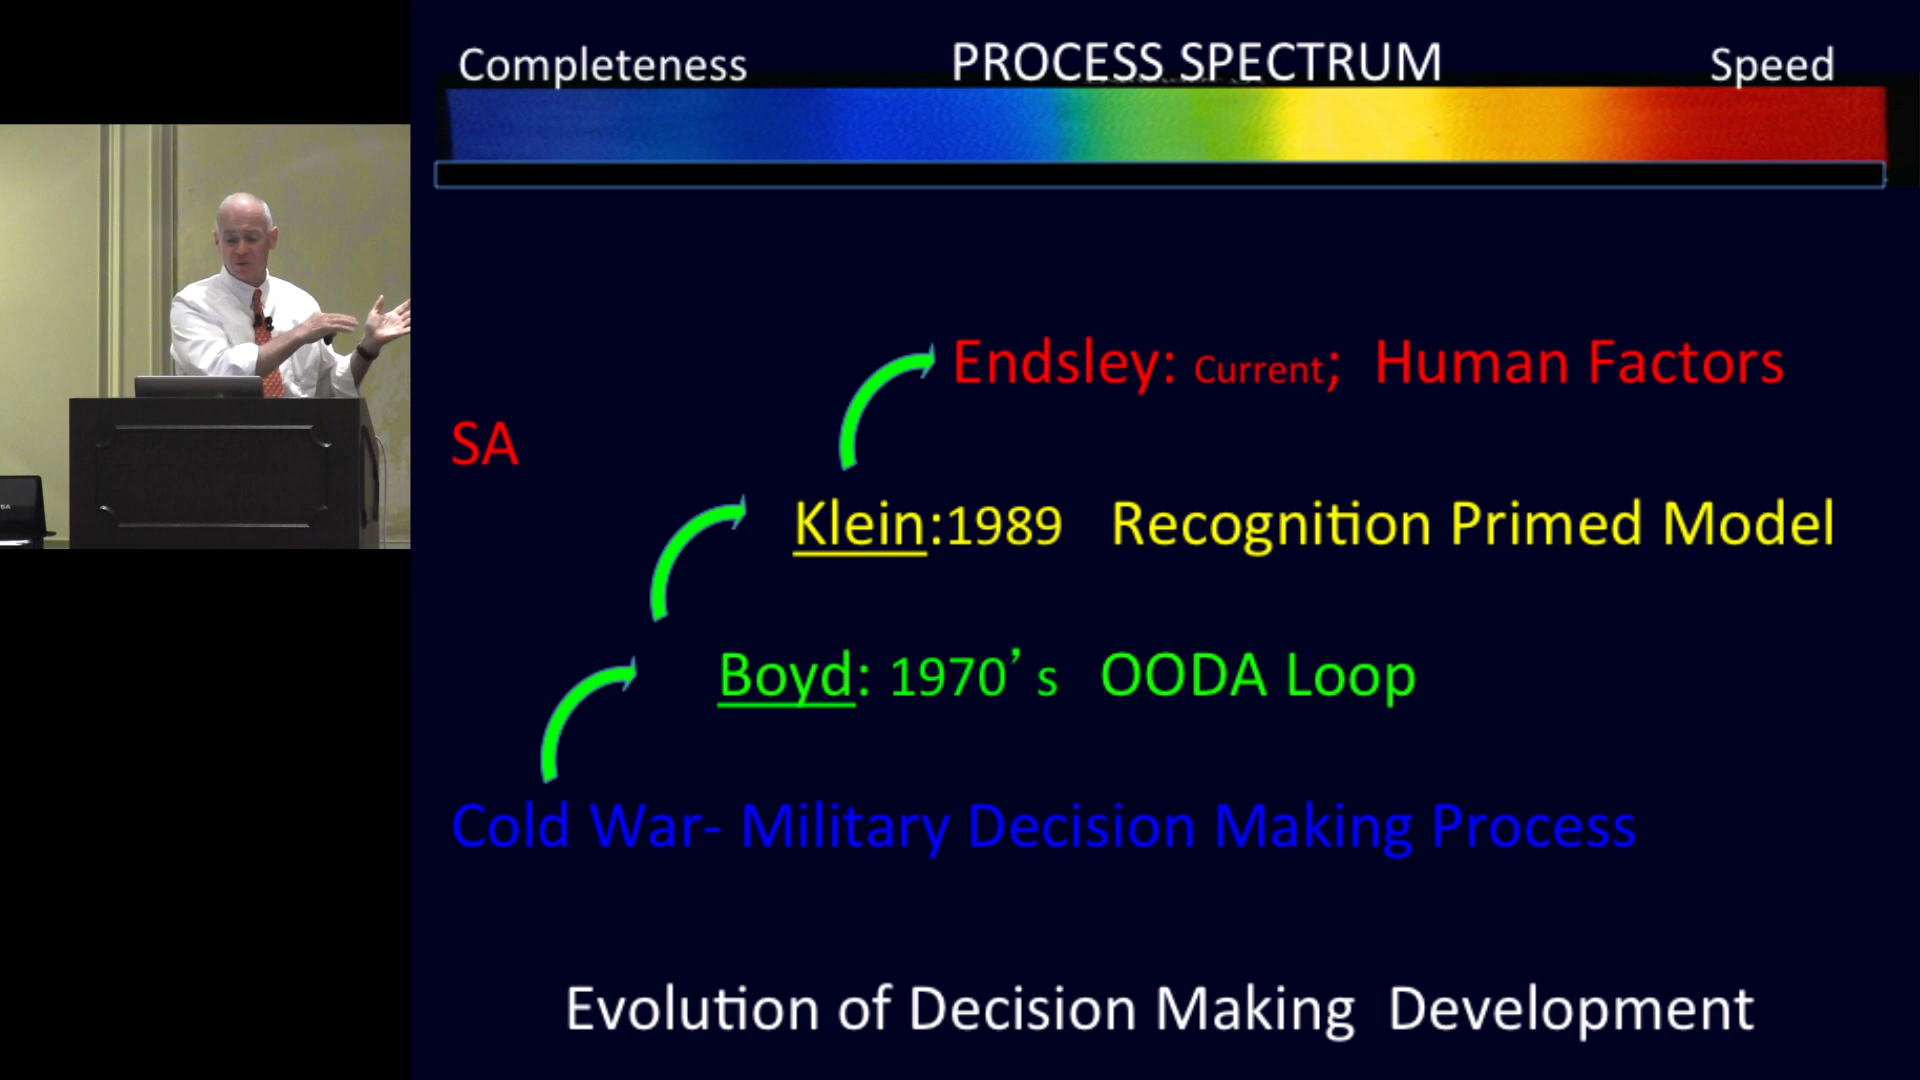 Completeness PROCESS SPECTRUM Speed
Endsley: Current; Human Factors
SA
Klein:1989 Recognition Primed Model
Boyd: 1970’s OODA Loop
Cold War- Military Decision Making Process
Evolution of Decision Making Development